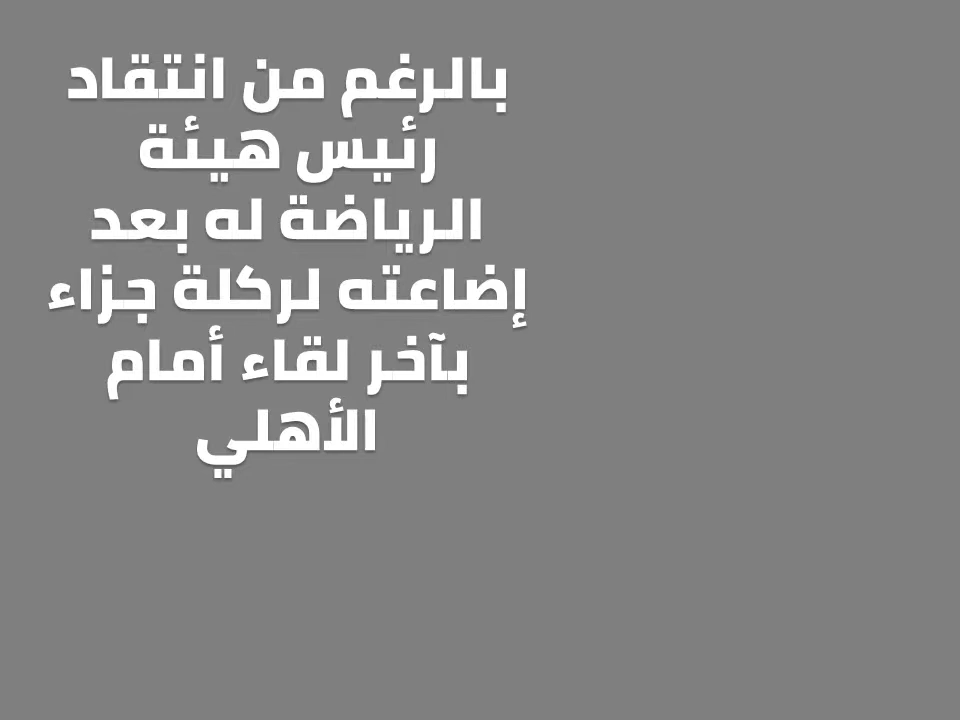 بالرغم من انتقاد
رئيس هيئة
الرياضة له بعد
إضاعته لركلة جزاء
بآخر لقاء أمام
الأهلي